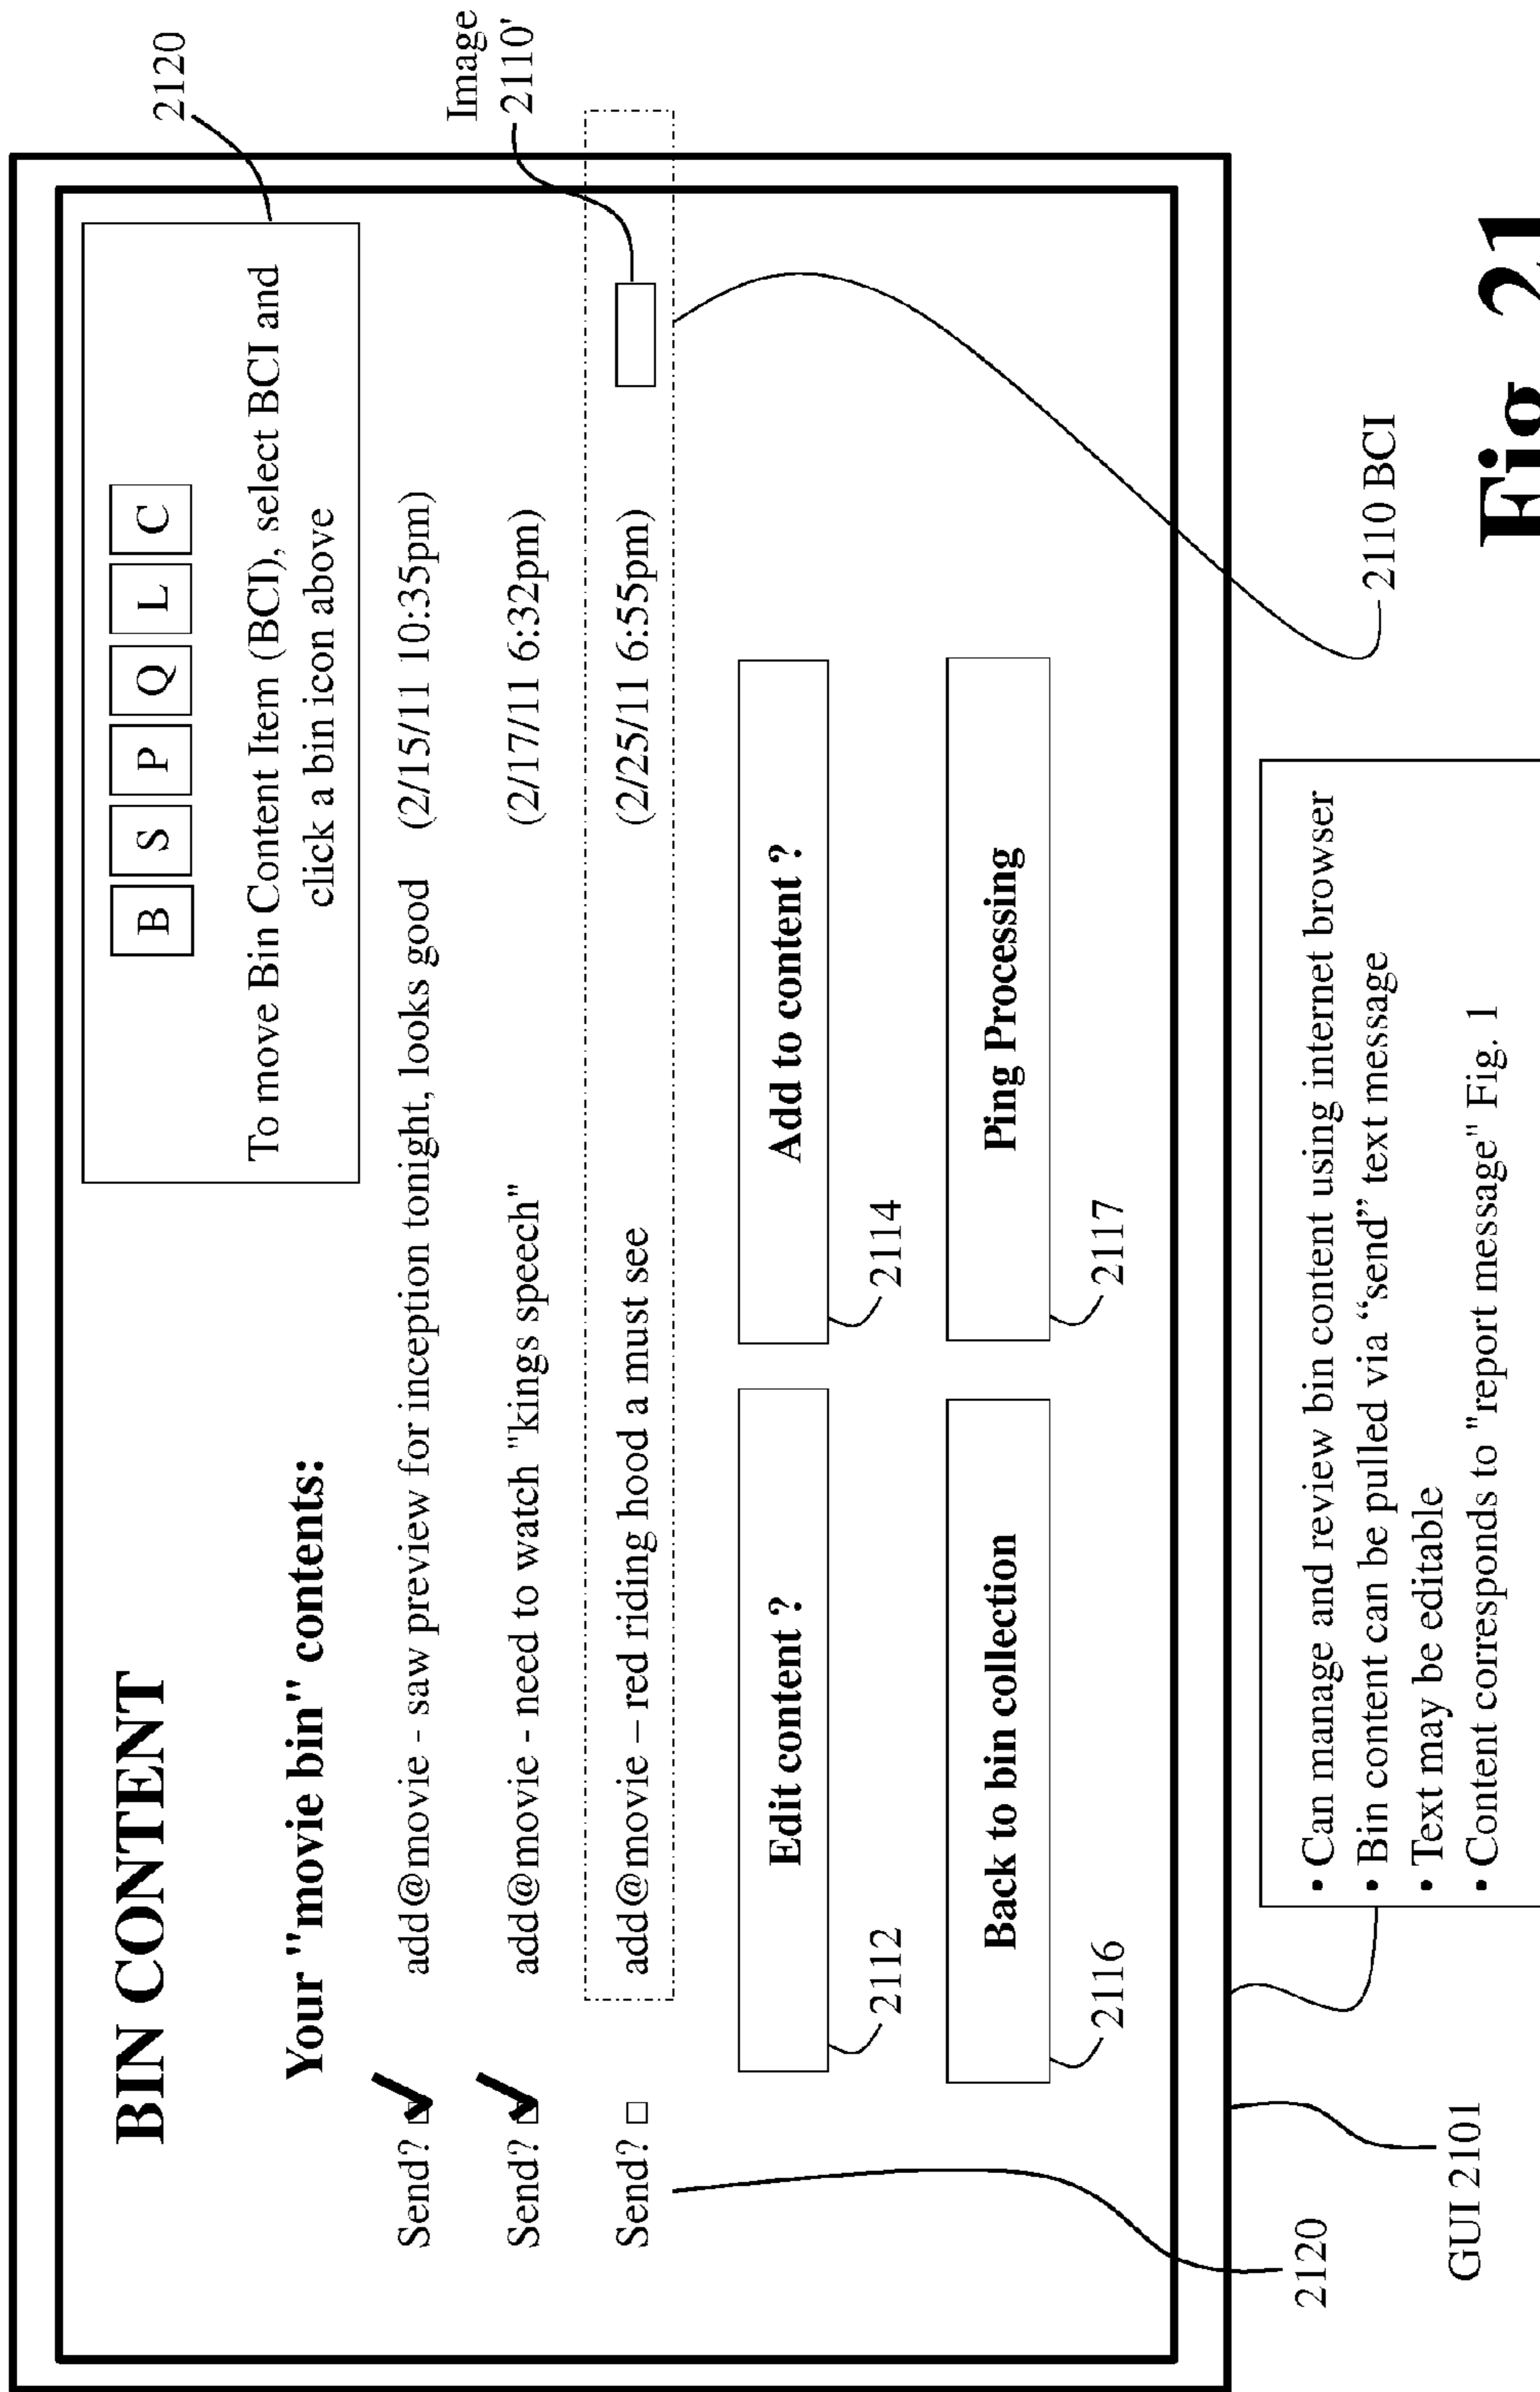 2120
B S P Q L C
To move Bin Content Item (BCI), select BCI and
click a bin icon above
BIN CONTENT
Your "movie bin" contents:
Send? add@movie - saw preview for inception tonight, looks good (2/15/11 10:35pm)
Send? add@movie - need to watch "kings speech" (2/17/11 6:32pm)
Image
2110'
Send? add@movie – red riding hood a must see (2/25/11 6:55pm)
Edit content ?
Add to content ?
2112
2114
Back to bin collection
Ping Processing
2116
2117
2120
GUI 2101
• Can manage and review bin content using internet browser
• Bin content can be pulled via “send” text message
• Text may be editable
• Content corresponds to "report message" Fig. 1
2110 BCI
Fig. 21